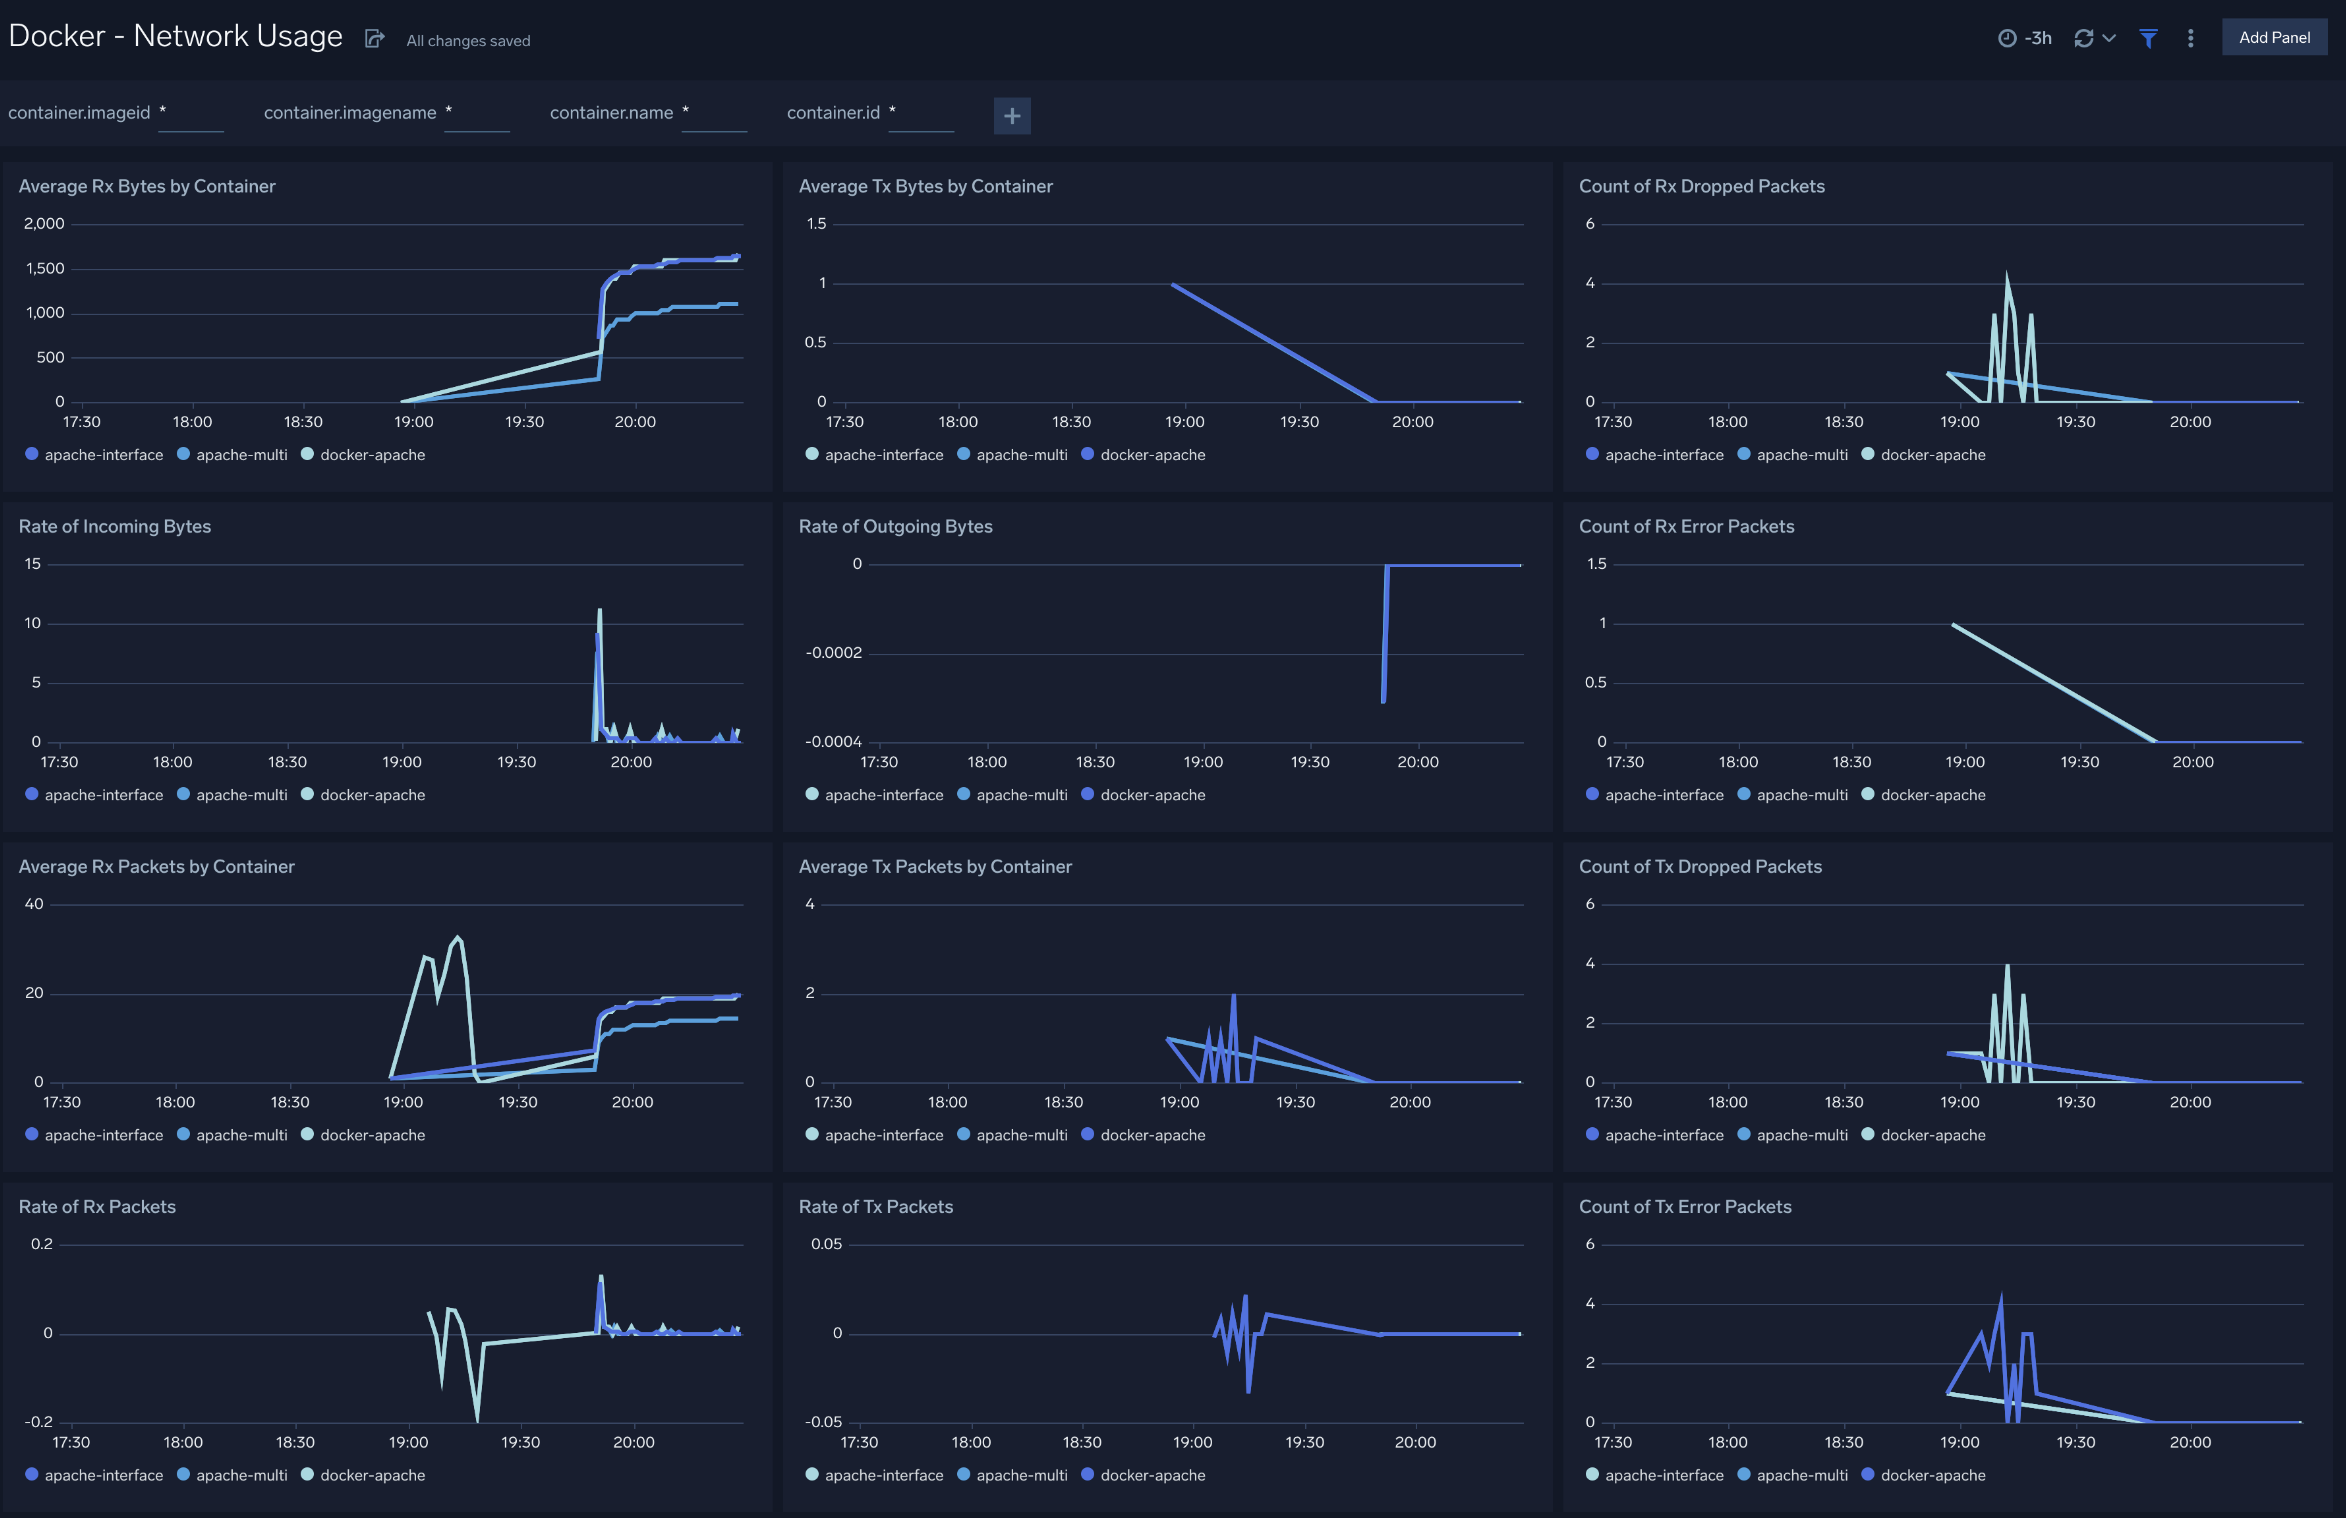 Docker - Network Usage
All changes saved
-3h
Add Panel
container.imageid *
container.imagename *
container.name *
container.id *
+
Average Rx Bytes by Container
2,000
1,500
1,000
500
0
17:30 18:00 18:30 19:00 19:30 20:00
apache-interface apache-multi docker-apache
Average Tx Bytes by Container
1.5
1
0.5
0
17:30 18:00 18:30 19:00 19:30 20:00
apache-interface apache-multi docker-apache
Count of Rx Dropped Packets
6
4
2
0
17:30 18:00 18:30 19:00 19:30 20:00
apache-interface apache-multi docker-apache
Rate of Incoming Bytes
15
10
5
0
17:30 18:00 18:30 19:00 19:30 20:00
apache-interface apache-multi docker-apache
Rate of Outgoing Bytes
0
-0.0002
-0.0004
17:30 18:00 18:30 19:00 19:30 20:00
apache-interface apache-multi docker-apache
Count of Rx Error Packets
1.5
1
0.5
0
17:30 18:00 18:30 19:00 19:30 20:00
apache-interface apache-multi docker-apache
Average Rx Packets by Container
40
20
0
17:30 18:00 18:30 19:00 19:30 20:00
apache-interface apache-multi docker-apache
Average Tx Packets by Container
4
2
0
17:30 18:00 18:30 19:00 19:30 20:00
apache-interface apache-multi docker-apache
Count of Tx Dropped Packets
6
4
2
0
17:30 18:00 18:30 19:00 19:30 20:00
apache-interface apache-multi docker-apache
Rate of Rx Packets
0.2
0
-0.2
17:30 18:00 18:30 19:00 19:30 20:00
apache-interface apache-multi docker-apache
Rate of Tx Packets
0.05
0
-0.05
17:30 18:00 18:30 19:00 19:30 20:00
apache-interface apache-multi docker-apache
Count of Tx Error Packets
6
4
2
0
17:30 18:00 18:30 19:00 19:30 20:00
apache-interface apache-multi docker-apache